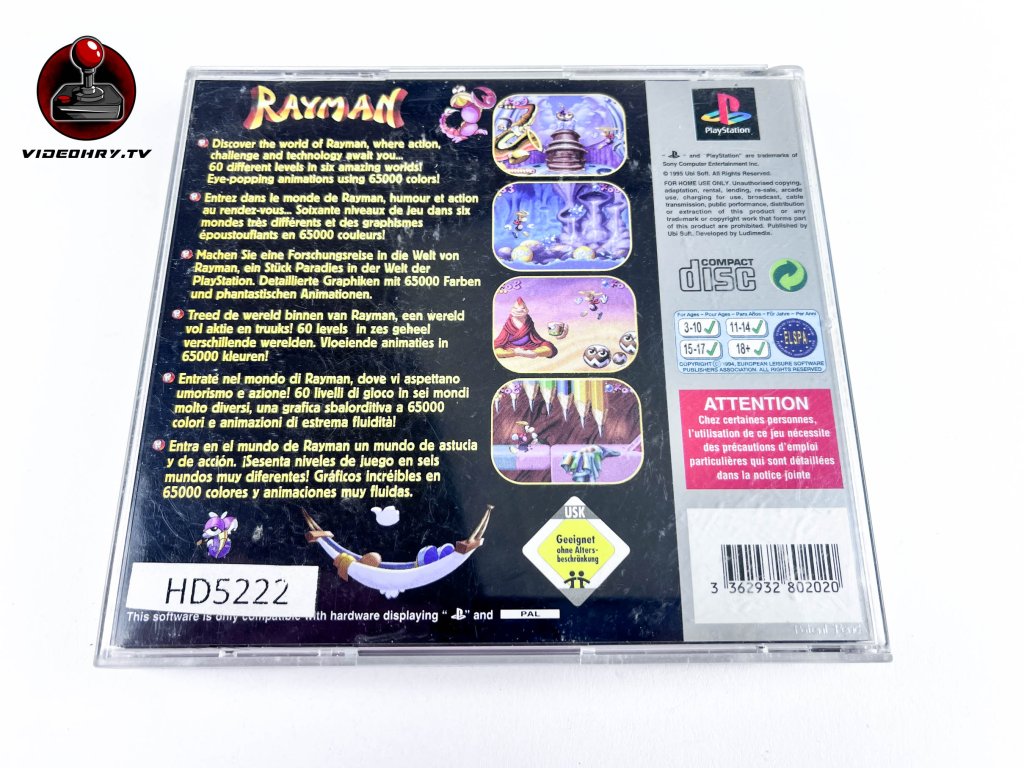 VIDEOHRY.TV
RAYMAN
Discover the world of Rayman, where action,
challenge and technology await you...
60 different levels in six amazing worlds!
Eye-popping animations using 65000 colors!
Entrez dans le monde de Rayman, humour et action
au rendez-vous... Soixante niveaux de jeu dans six
mondes très différents et des graphismes
époustouflants en 65000 couleurs!
Machen Sie eine Forschungsreise in die Welt von
Rayman, ein Stück Paradies in der Welt der
PlayStation. Detaillierte Graphiken mit 65000 Farben
und phantastischen Animationen.
Treed de wereld binnen van Rayman, een wereld
vol aktie en truuks! 60 levels in zes geheel
verschillende werelden. Vloeiende animaties in
65000 kleuren!
Entraté nel mondo di Rayman, dove vi aspettano
umorismo e azione! 60 livelli di gioco in sei mondi
molto diversi, una grafica sbalorditiva a 65000
colori e animazioni di estrema fluidità!
Entra en el mundo de Rayman un mundo de astucia
y de acción. ¡Sesenta niveles de juego en seis
mundos muy diferentes! Gráficos increíbles en
65000 colores y animaciones muy fluidas.
HD5222
This software is only compatible with hardware displaying " " and PAL
USK
Geeignet
ohne Alters-
beschränkung
PlayStation
" " and "PlayStation" are trademarks of
Sony Computer Entertainment Inc.
© 1995 Ubi Soft. All Rights Reserved.
FOR HOME USE ONLY. Unauthorised copying,
adaptation, rental, lending, re-sale, arcade
use, charging for use, broadcast, cable
transmission, public performance, distribution
or extraction of this product or any
trademark or copyright work that forms part
of this product are prohibited. Published by
Ubi Soft. Developed by Ludimedia.
COMPACT
disc
For Ages - Pour Ages - Para Años - Für Jahre - Per Anni
3-10 11-14
15-17 18+
ELSPA
COPYRIGHT © 1994, EUROPEAN LEISURE SOFTWARE
PUBLISHERS ASSOCIATION. ALL RIGHTS RESERVED
ATTENTION
Chez certaines personnes,
l'utilisation de ce jeu nécessite
des précautions d'emploi
particulières qui sont détaillées
dans la notice jointe
3 362932 802020